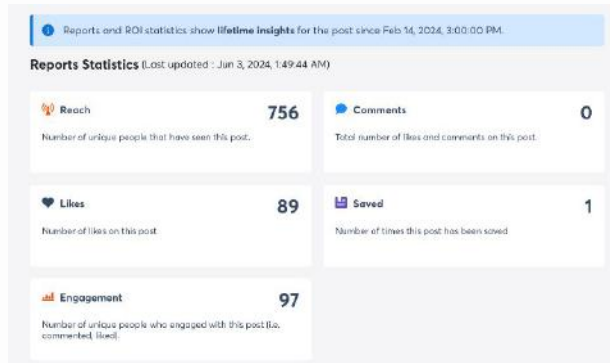 Reports and ROI statistics show lifetime insights for the post since Feb 14, 2024, 3:00:00 PM.
Reports Statistics (Last updated : Jun 3, 2024, 1:49:44 AM)
Reach 756
Number of unique people that have seen this post.
Comments 0
Total number of likes and comments on this post.
Likes 89
Number of likes on this post
Saved 1
Number of times this post has been saved
Engagement 97
Number of unique people who engaged with this post (i.e.
commented, liked).